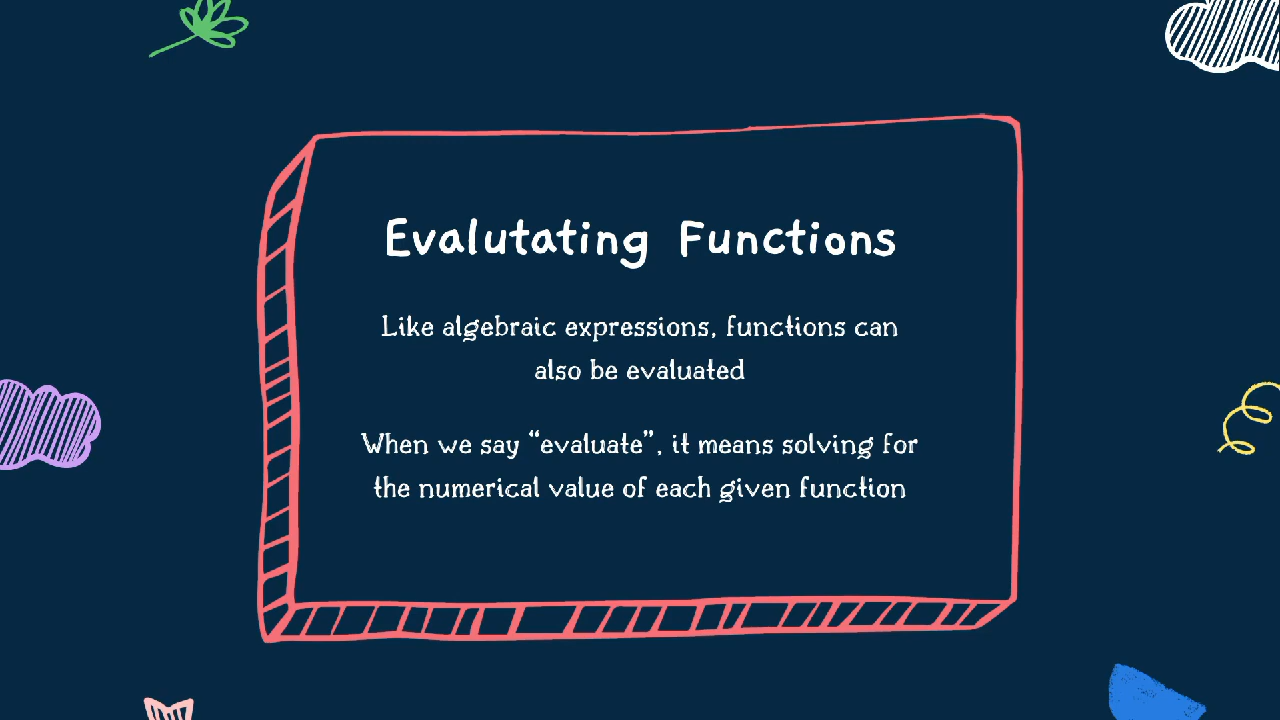 Evalutating Functions
Like algebraic expressions, functions can
also be evaluated
When we say “evaluate”, it means solving for
the numerical value of each given function